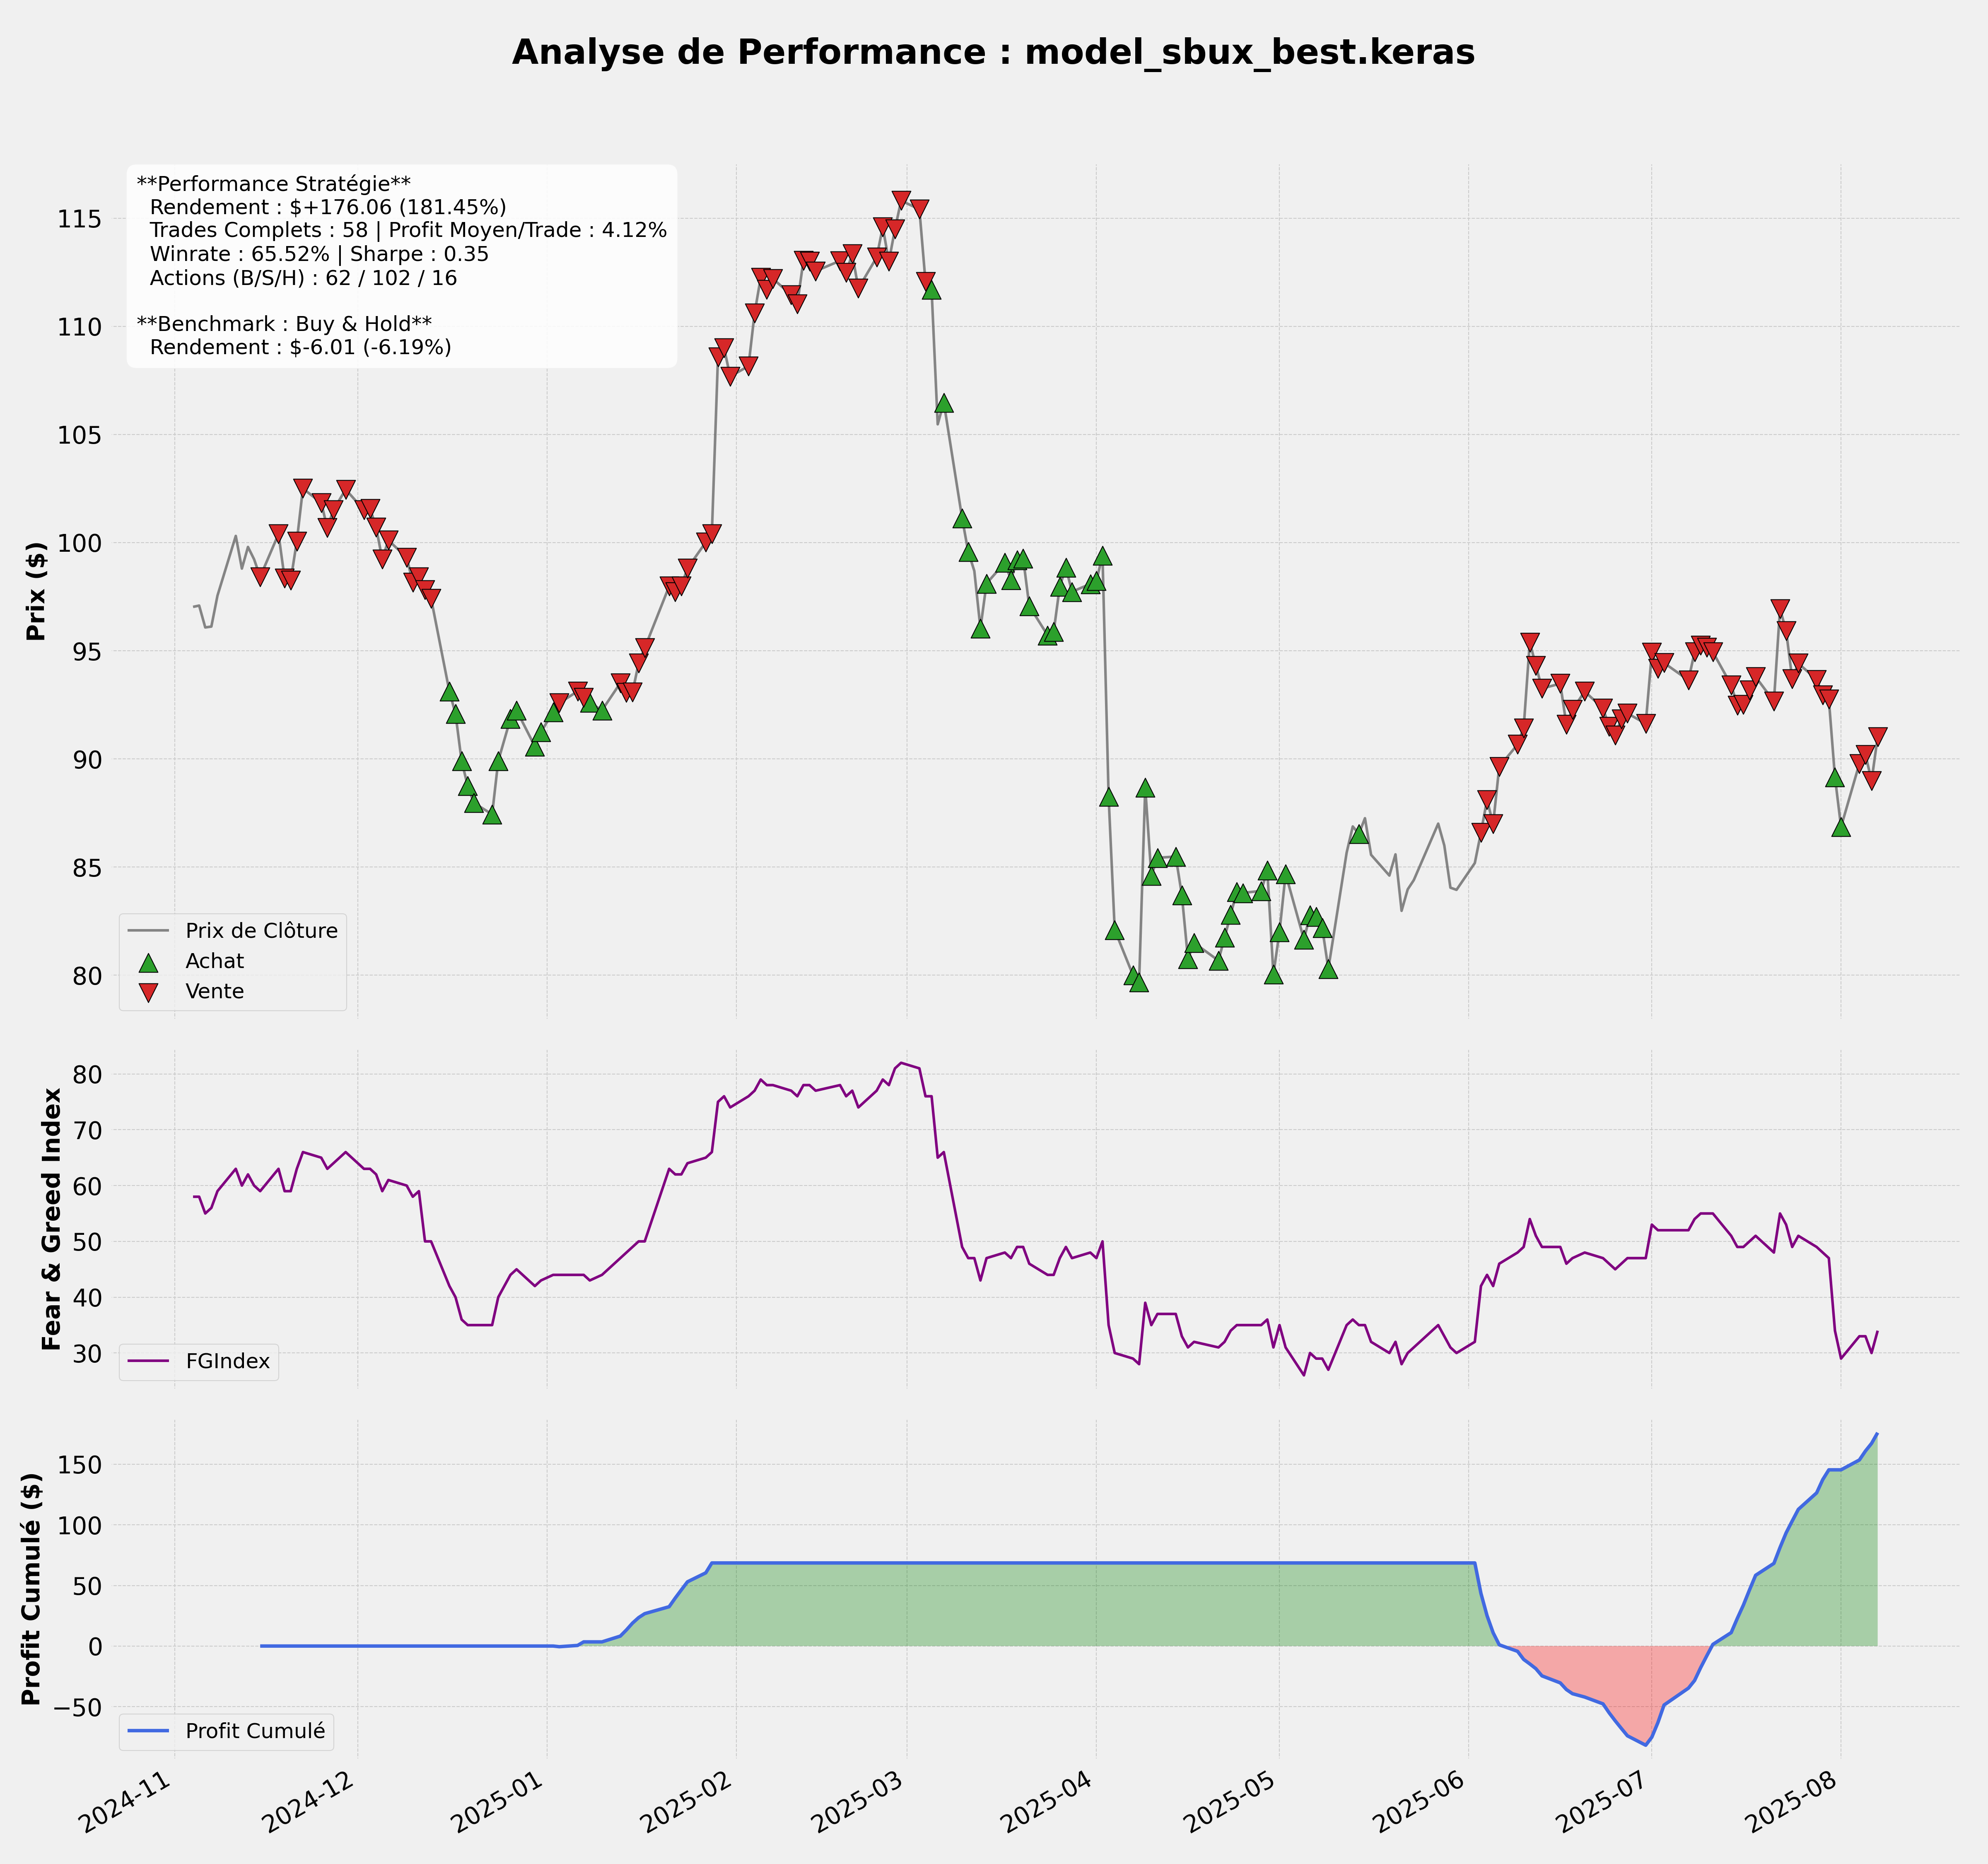 Analyse de Performance : model_sbux_best.keras
**Performance Stratégie**
Rendement : $+176.06 (181.45%)
Trades Complets : 58 | Profit Moyen/Trade : 4.12%
Winrate : 65.52% | Sharpe : 0.35
Actions (B/S/H) : 62 / 102 / 16
**Benchmark : Buy & Hold**
Rendement : $-6.01 (-6.19%)
Prix ($)
115
110
105
100
95
90
85
80
Prix de Clôture
Achat
Vente
Fear & Greed Index
80
70
60
50
40
30
FGIndex
Profit Cumulé ($)
150
100
50
0
−50
Profit Cumulé
2024-11
2024-12
2025-01
2025-02
2025-03
2025-04
2025-05
2025-06
2025-07
2025-08